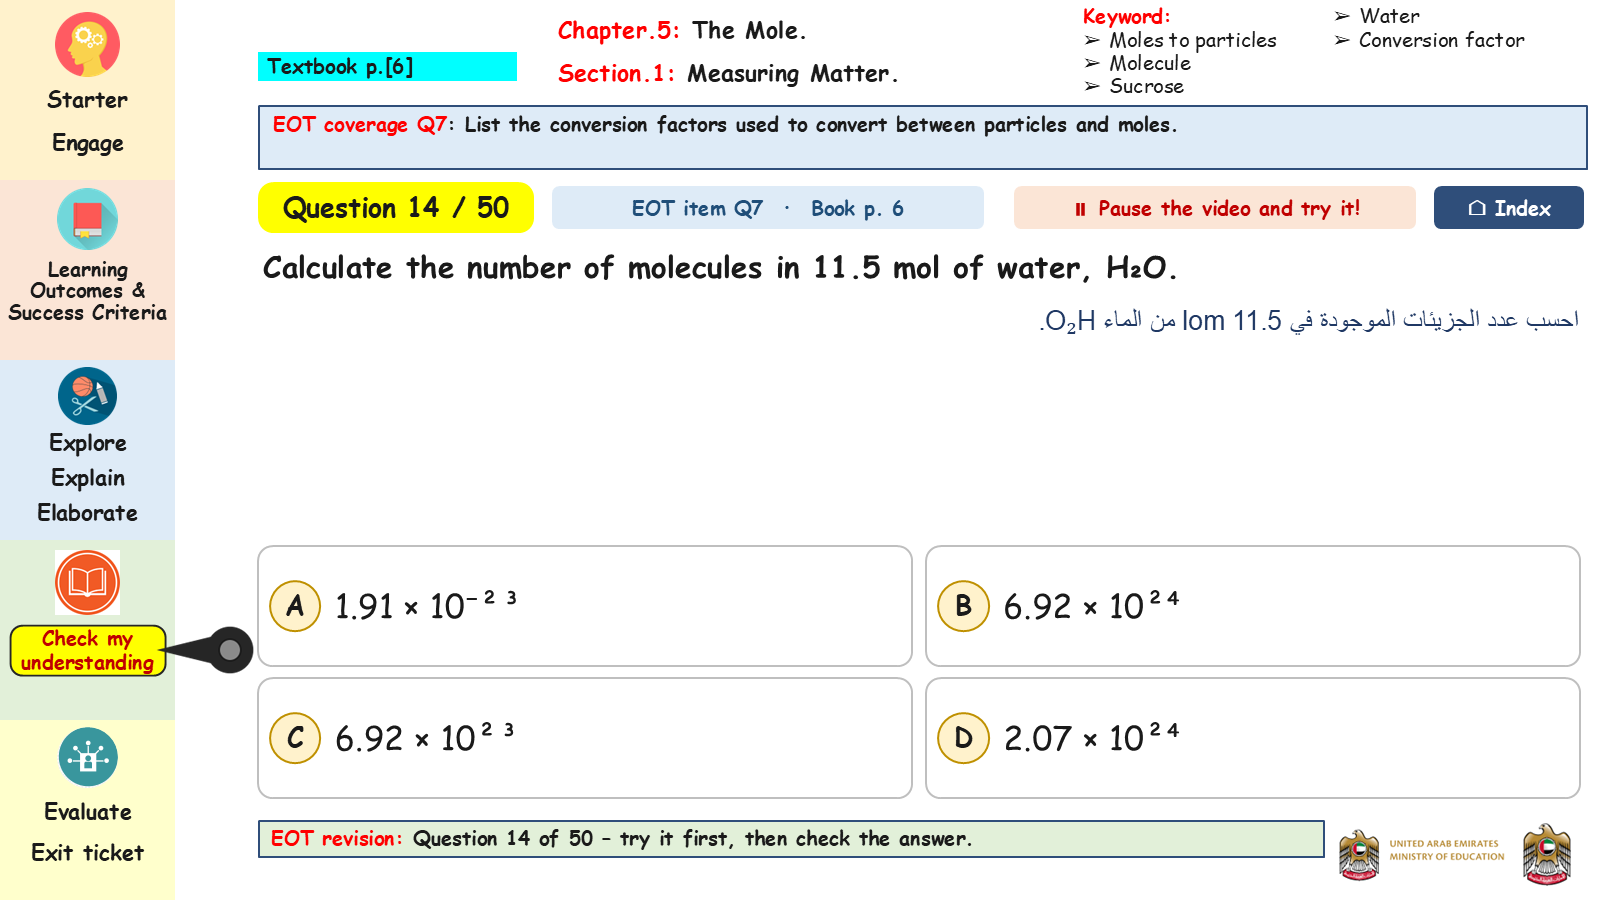 Starter
Engage
Learning
Outcomes &
Success Criteria
Explore
Explain
Elaborate
Check my
understanding
Evaluate
Exit ticket
Textbook p.[6]
Chapter.5: The Mole.
Section.1: Measuring Matter.
Keyword:
➢ Moles to particles
➢ Molecule
➢ Sucrose
➢ Water
➢ Conversion factor
EOT coverage Q7: List the conversion factors used to convert between particles and moles.
Question 14 / 50
EOT item Q7 · Book p. 6
⏸ Pause the video and try it!
⌂ Index
Calculate the number of molecules in 11.5 mol of water, H₂O.
احسب عدد الجزيئات الموجودة في 11.5 lom من الماء O₂H.
A 1.91 × 10⁻²³
B 6.92 × 10²⁴
C 6.92 × 10²³
D 2.07 × 10²⁴
EOT revision: Question 14 of 50 – try it first, then check the answer.
UNITED ARAB EMIRATES
MINISTRY OF EDUCATION